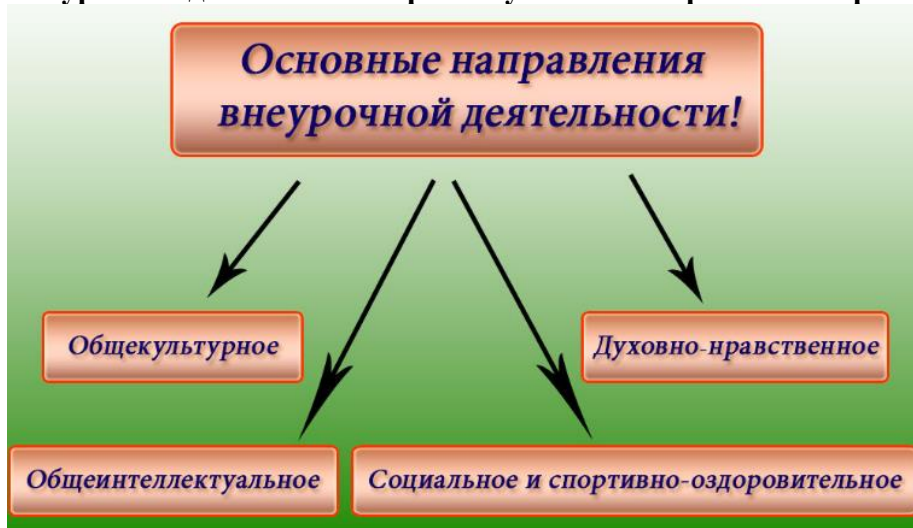 Основные направления
внеурочной деятельности!
Общекультурное
Духовно-нравственное
Общеинтеллектуальное
Социальное и спортивно-оздоровительное